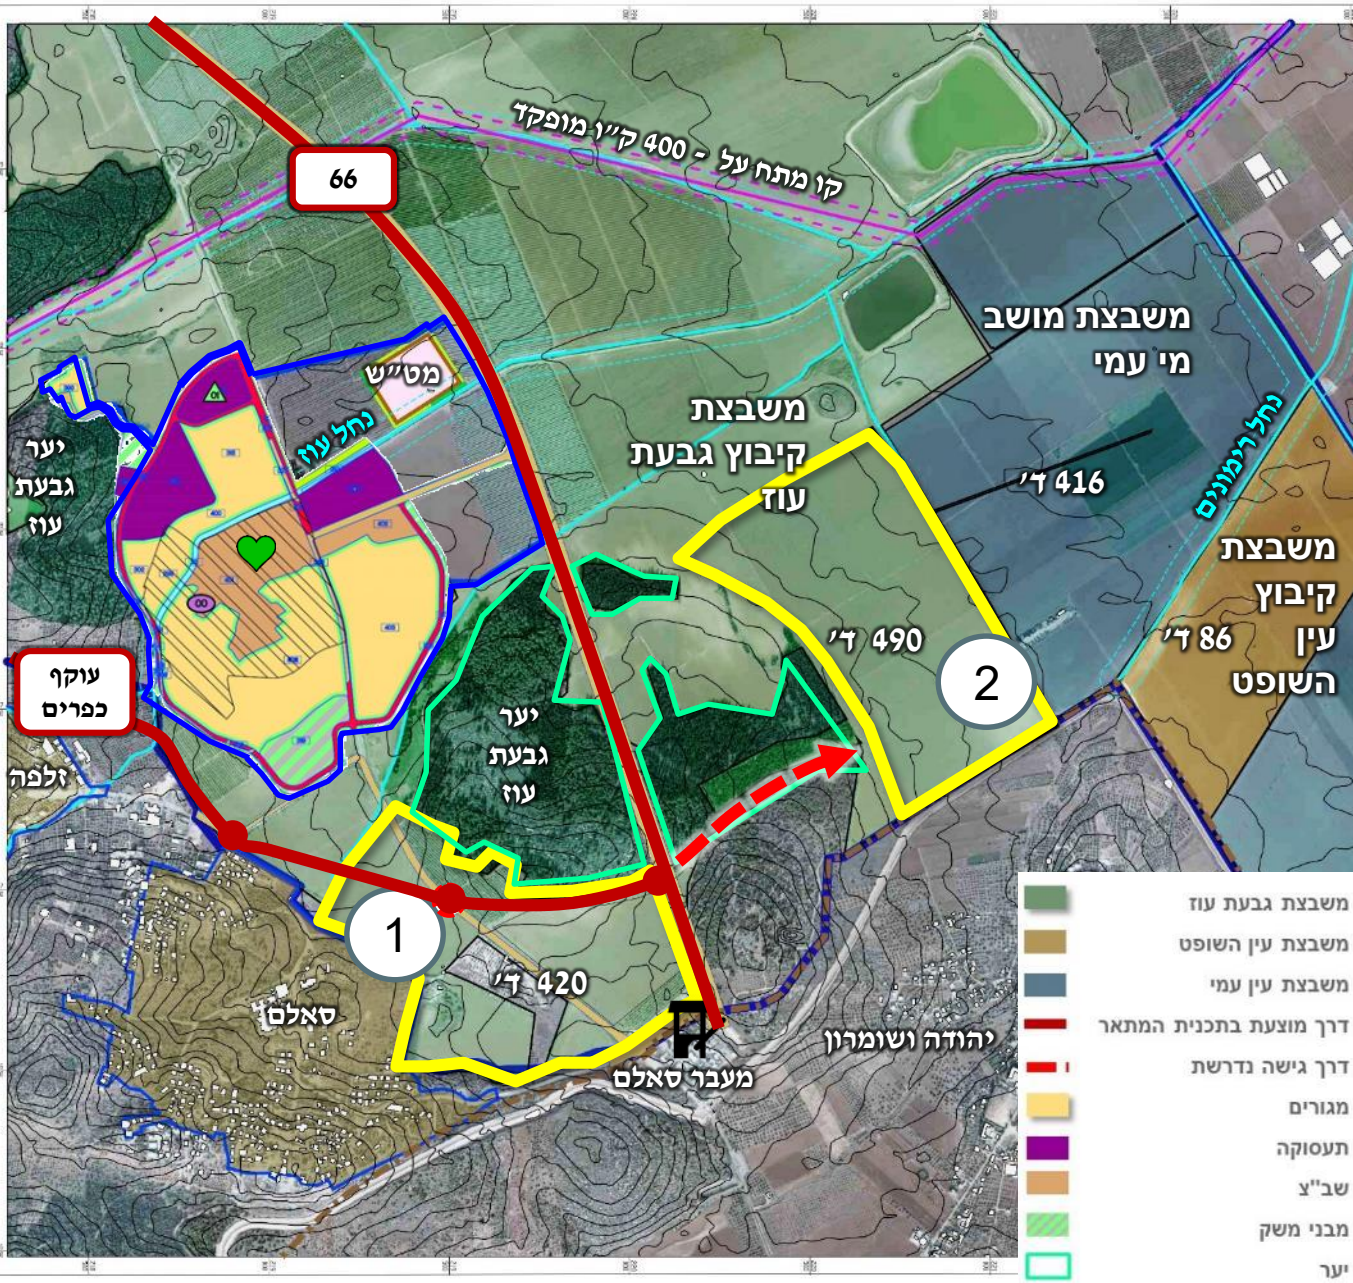 66
קו מתח על - 400 ק״ו מופקד
משבצת מושב
מי עמי
מט״ש
נחל עוז
משבצת
קיבוץ גבעת
עוז
יער
גבעת
עוז
416 ד׳
נחל רימונים
משבצת
קיבוץ
עין
השופט
86 ד׳
490 ד׳
2
עוקף
כפרים
זלפה
יער
גבעת
עוז
1
420 ד׳
סאלם
מעבר סאלם
יהודה ושומרון
משבצת גבעת עוז
משבצת עין השופט
משבצת עין עמי
דרך מוצעת בתכנית המתאר
דרך גישה נדרשת
מגורים
תעסוקה
שב"צ
מבני משק
יער